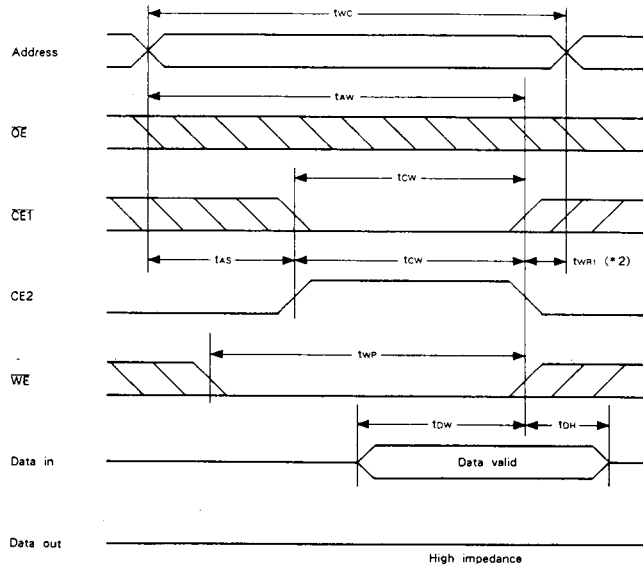 tWC
Address
tAW
OE
tCW
CE1
tAS
tCW
tWR1 (*2)
CE2
tWP
WE
tDW
tDH
Data in
Data valid
Data out
High impedance